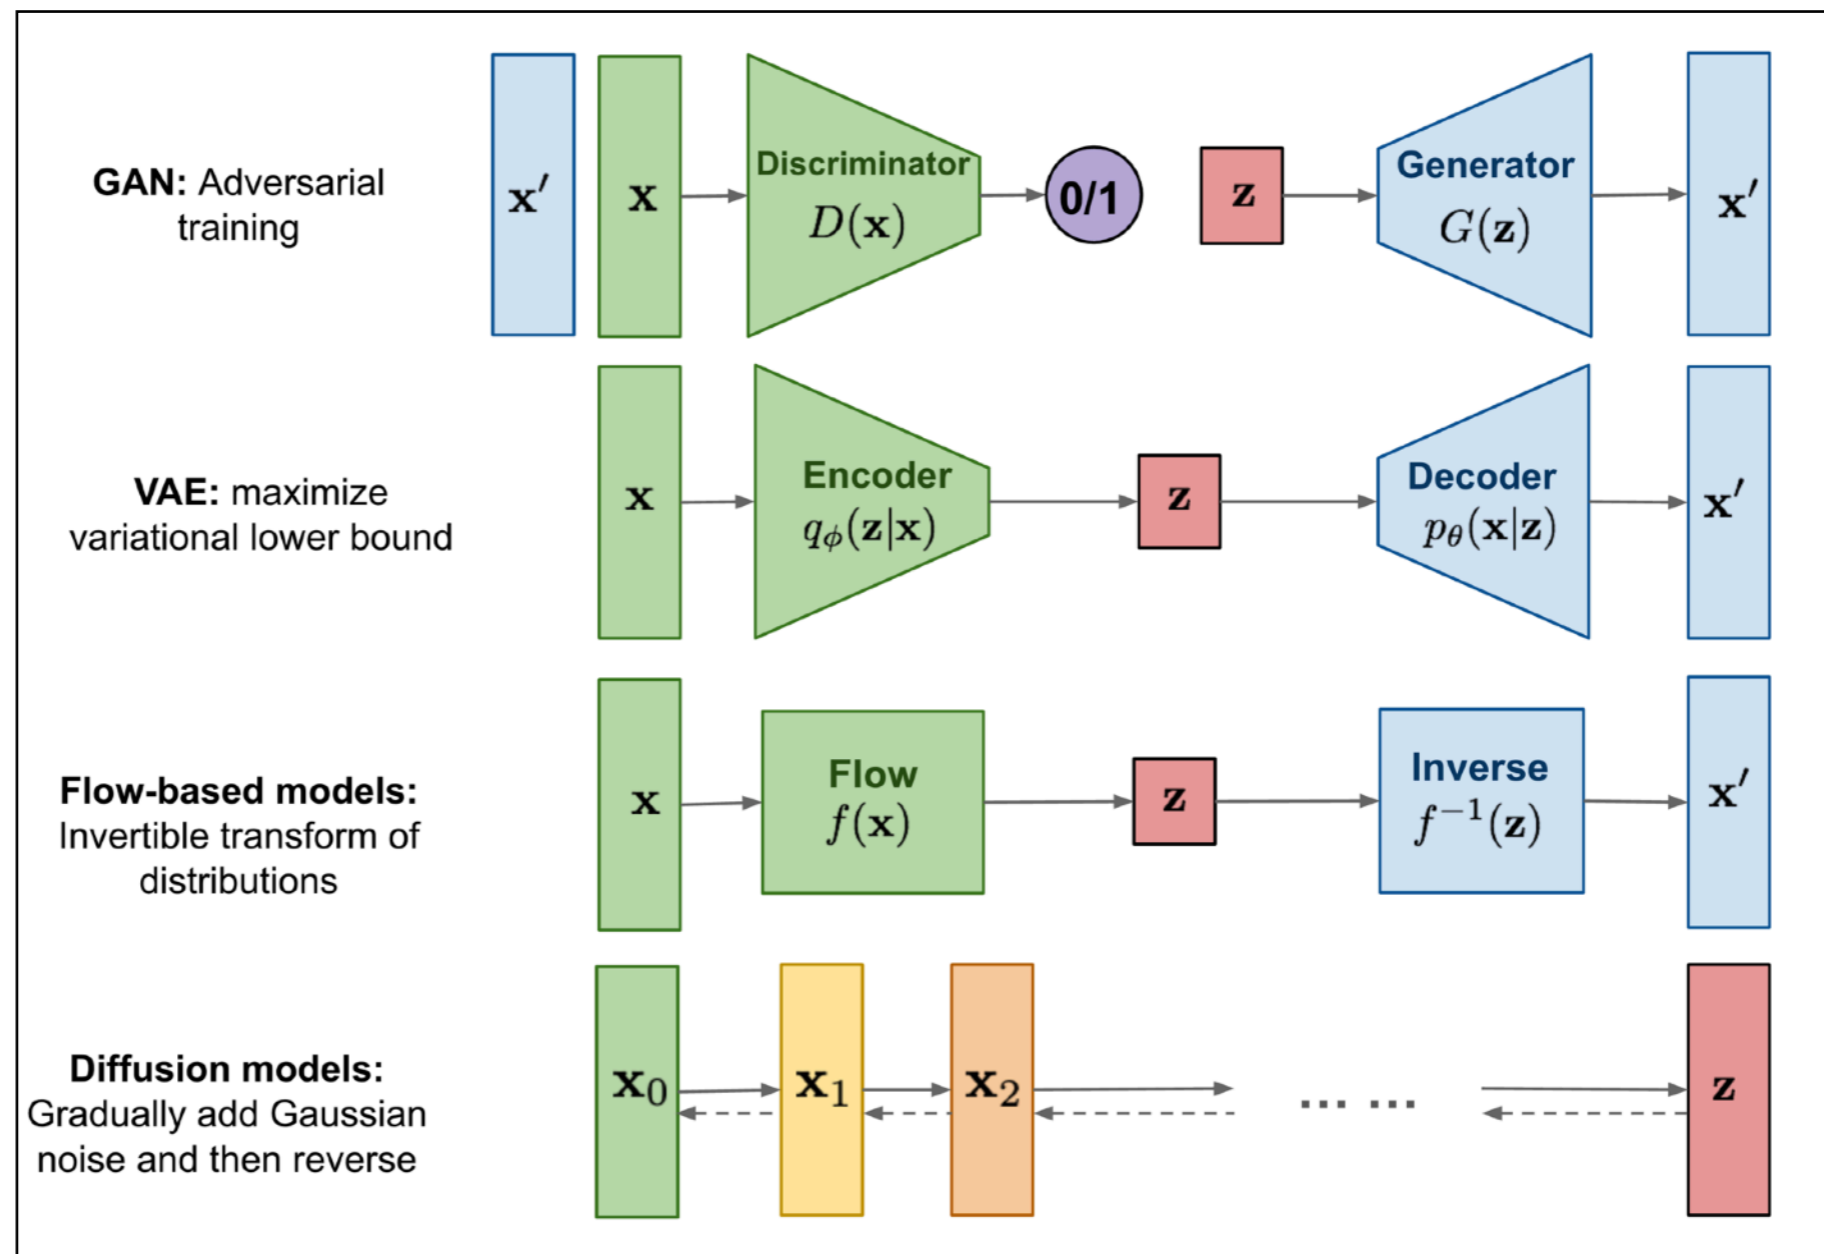 GAN: Adversarial
training
x′
x
Discriminator
D(x)
0/1
z
Generator
G(z)
x′
VAE: maximize
variational lower bound
x
Encoder
qϕ(z|x)
z
Decoder
pθ(x|z)
x′
Flow-based models:
Invertible transform of
distributions
x
Flow
f(x)
z
Inverse
f⁻¹(z)
x′
Diffusion models:
Gradually add Gaussian
noise and then reverse
x₀
x₁
x₂
... ...
z